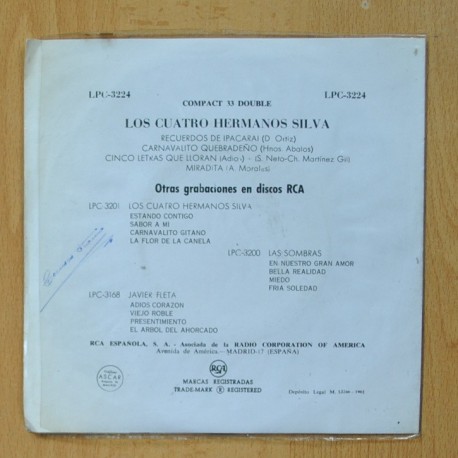 LPC-3224 LPC-3224
COMPACT 33 DOUBLE
LOS CUATRO HERMANOS SILVA
RECUERDOS DE IPACARAI (D. Ortiz)
CARNAVALITO QUEBRADEÑO (Hnos. Abalos)
CINCO LETRAS QUE LLORAN (Adio-) - (S. Neto-Ch. Martínez Gil)
MIRADITA (A. Morales)
Otras grabaciones en discos RCA
LPC-3201 LOS CUATRO HERMANOS SILVA
ESTANDO CONTIGO
SABOR A MI
CARNAVALITO GITANO
LA FLOR DE LA CANELA
LPC-3200 LAS SOMBRAS
EN NUESTRO GRAN AMOR
BELLA REALIDAD
MIEDO
FRIA SOLEDAD
LPC-3168 JAVIER FLETA
ADIOS CORAZON
VIEJO ROBLE
PRESENTIMIENTO
EL ARBOL DEL AHORCADO
RCA ESPAÑOLA, S. A. - Asociada de la RADIO CORPORATION OF AMERICA
Avenida de América - MADRID-17 (ESPAÑA)
AESCAR
RCA
MARCAS REGISTRADAS
TRADE-MARK ® REGISTERED
Depósito Legal M.